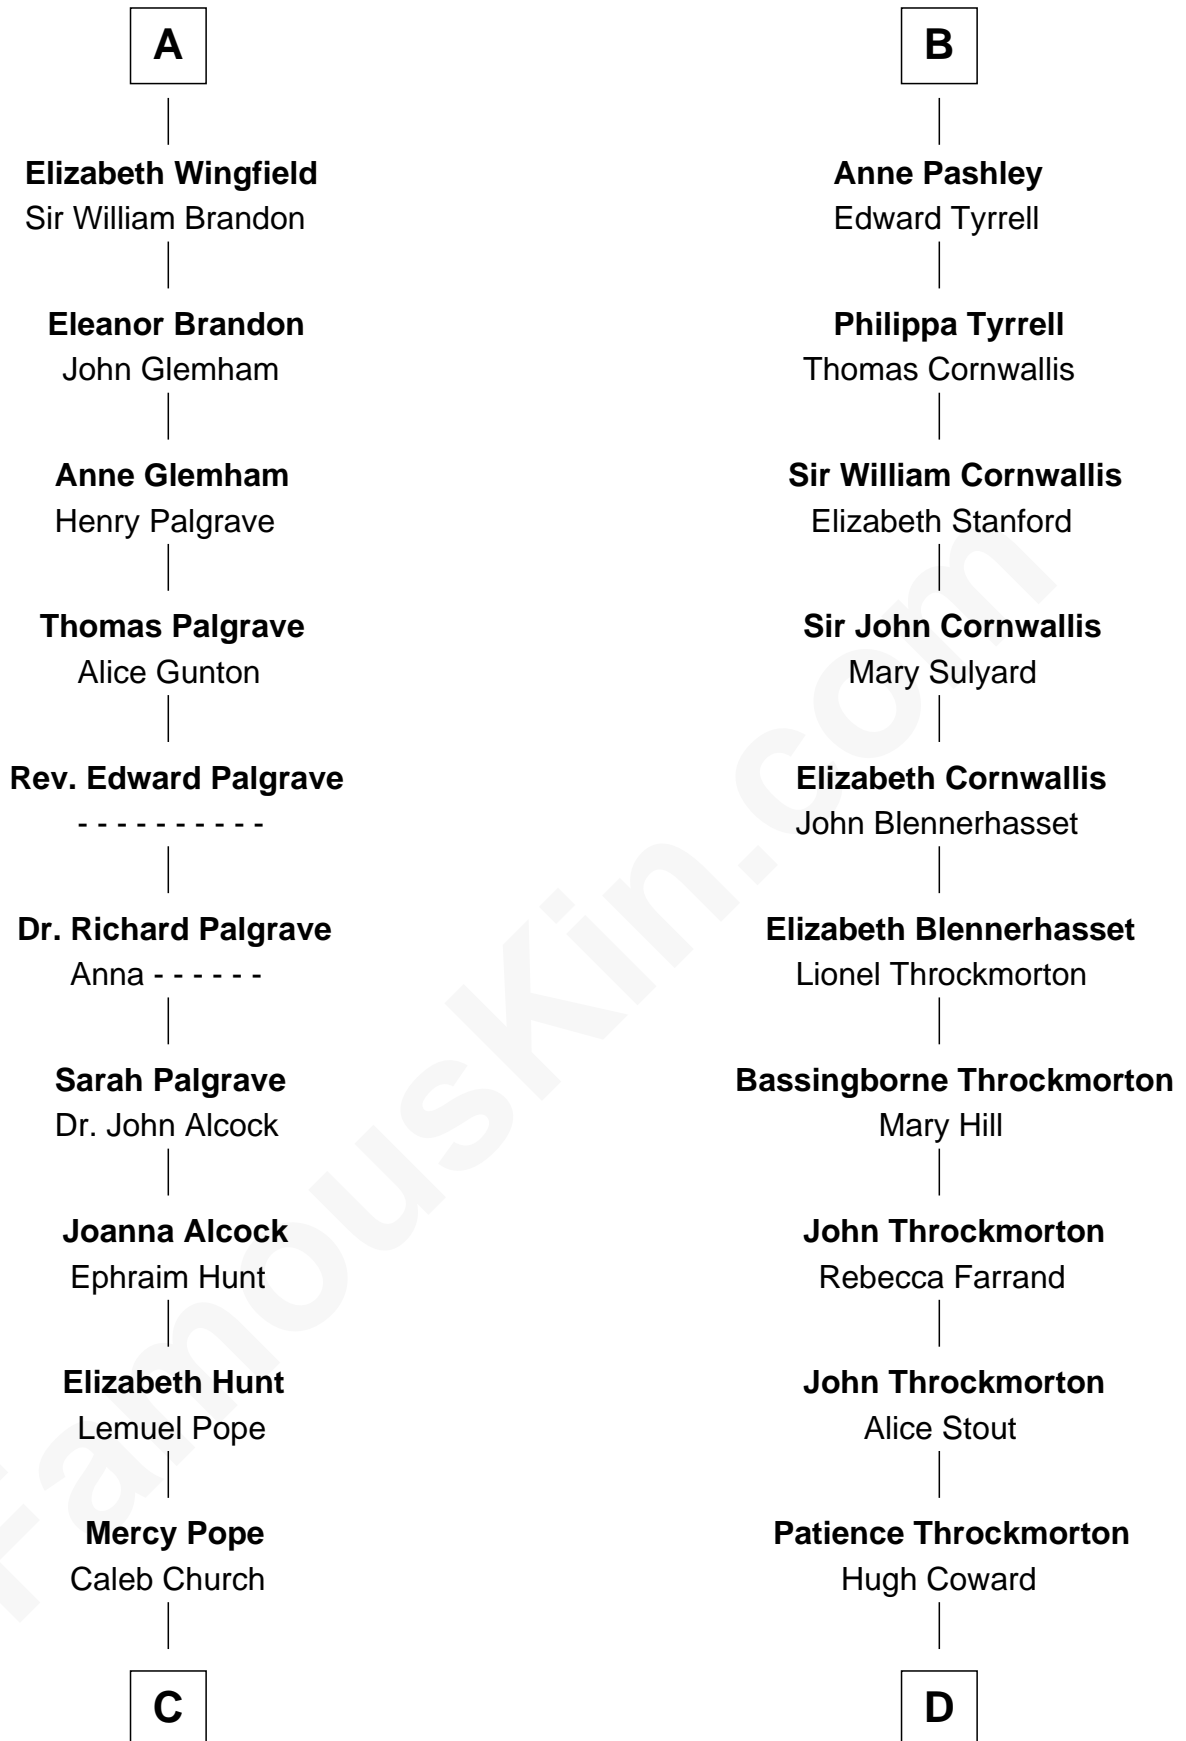 A
Elizabeth Wingfield
Sir William Brandon
Eleanor Brandon
John Glemham
Anne Glemham
Henry Palgrave
Thomas Palgrave
Alice Gunton
Rev. Edward Palgrave
- - - - - - - - - -
Dr. Richard Palgrave
Anna - - - - - -
Sarah Palgrave
Dr. John Alcock
Joanna Alcock
Ephraim Hunt
Elizabeth Hunt
Lemuel Pope
Mercy Pope
Caleb Church
C
B
Anne Pashley
Edward Tyrrell
Philippa Tyrrell
Thomas Cornwallis
Sir William Cornwallis
Elizabeth Stanford
Sir John Cornwallis
Mary Sulyard
Elizabeth Cornwallis
John Blennerhasset
Elizabeth Blennerhasset
Lionel Throckmorton
Bassingborne Throckmorton
Mary Hill
John Throckmorton
Rebecca Farrand
John Throckmorton
Alice Stout
Patience Throckmorton
Hugh Coward
D
FamousKin.com